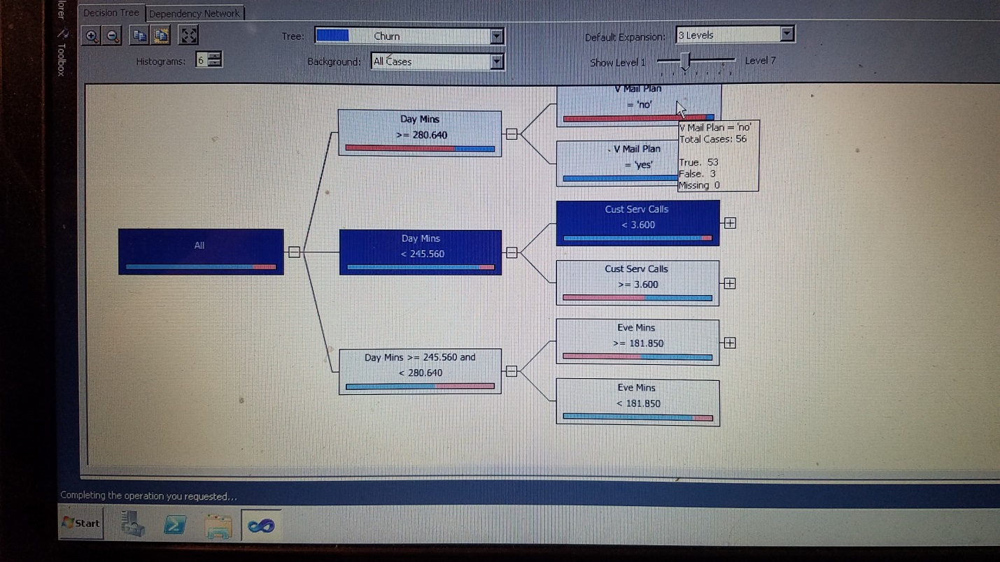 lorer
Toolbox
Decision Tree
Dependency Network
Tree:
Churn
Default Expansion:
3 Levels
Histograms:
6
Background:
All Cases
Show Level 1
Level 7
All
Day Mins
>= 280.640
Day Mins
< 245.560
Day Mins >= 245.560 and
< 280.640
V Mail Plan
= 'no'
V Mail Plan
= 'yes'
V Mail Plan = 'no'
Total Cases: 56
True. 53
False. 3
Missing 0
Cust Serv Calls
< 3.600
Cust Serv Calls
>= 3.600
Eve Mins
>= 181.850
Eve Mins
< 181.850
Completing the operation you requested...
Start